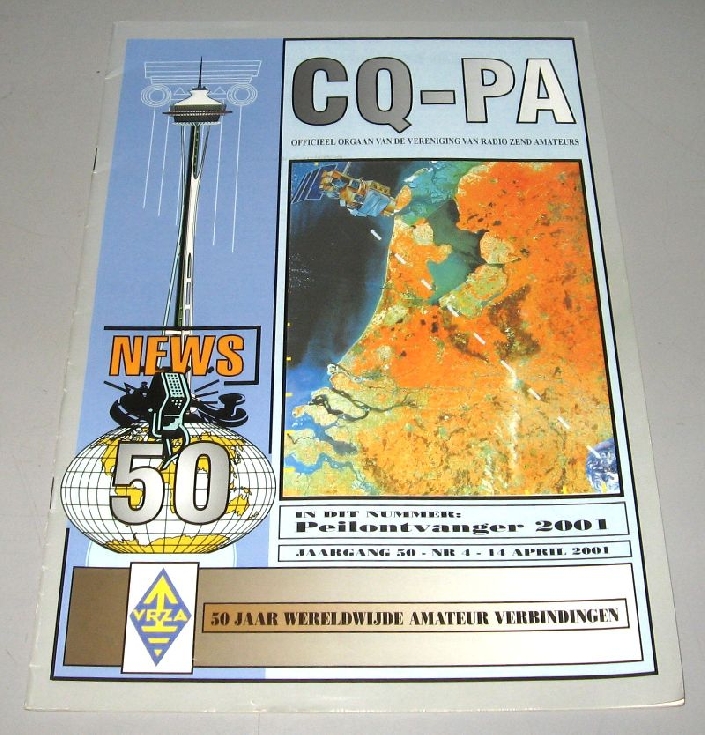 CQ-PA
OFFICIEEL ORGAAN VAN DE VERENIGING VAN RADIO ZEND AMATEURS
NEWS
50
IN DIT NUMMER:
Peilontvanger 2001
JAARGANG 50 - NR 4 - 14 APRIL 2001
VRZA
50 JAAR WERELDWIJDE AMATEUR VERBINDINGEN